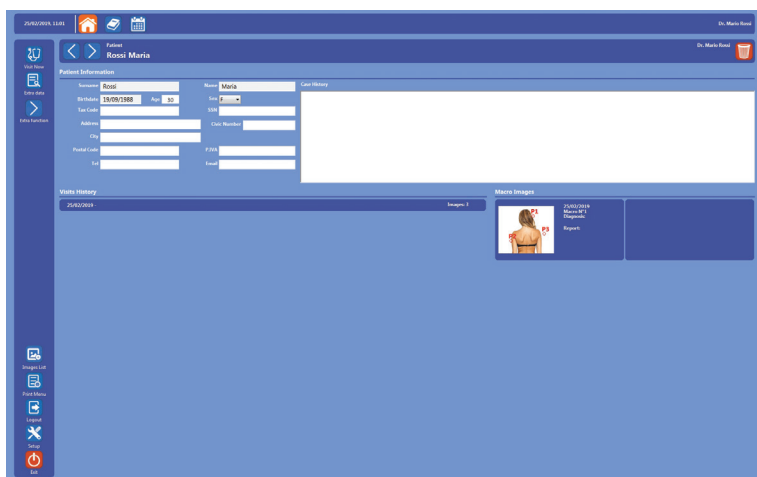 25/02/2019, 11:01
Dr. Mario Rossi
Patient
Rossi Maria
Dr. Mario Rossi
Visit Now
Extra data
Extra function
Patient Information
Surname Rossi Name Maria Case History
Birthdate 19/09/1988 Age 30 Sex F
Tax Code SSN
Address Civic Number
City
Postal Code P.IVA
Tel Email
Visits History
25/02/2019 - Images: 3
Macro Images
P1
P2
P3
25/02/2019
Macro N°1
Diagnosis:
Report:
Images List
Print Menu
Logout
Setup
Exit